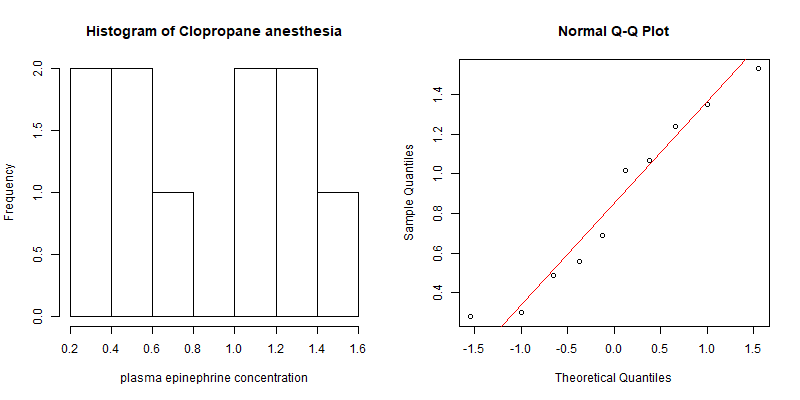 Histogram of Clopropane anesthesia
Frequency
2.0
1.5
1.0
0.5
0.0
0.2 0.4 0.6 0.8 1.0 1.2 1.4 1.6
plasma epinephrine concentration
Normal Q-Q Plot
Sample Quantiles
1.4
1.2
1.0
0.8
0.6
0.4
-1.5 -1.0 -0.5 0.0 0.5 1.0 1.5
Theoretical Quantiles